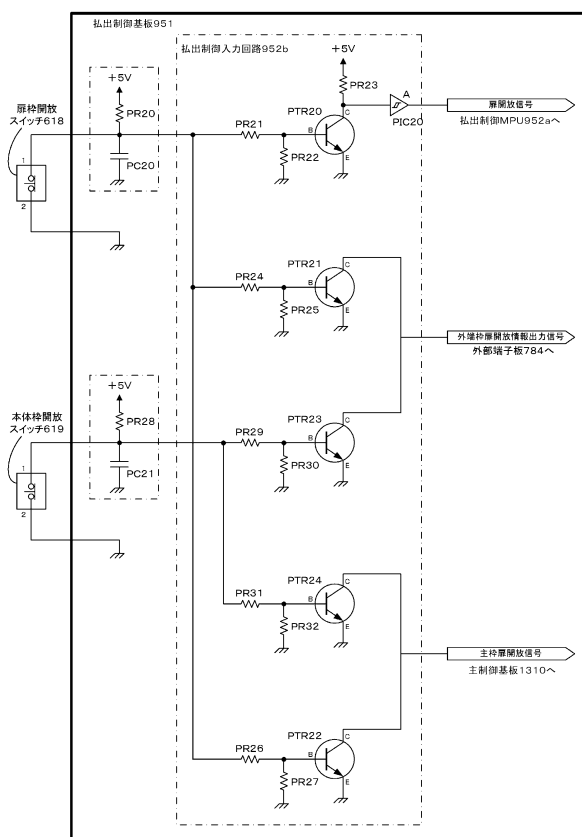 払出制御基板951
払出制御入力回路952b
+5V
+5V
PR23
扉枠開放
スイッチ618
PR20
PTR20
C
A
扉開放信号
PR21
B
PIC20
払出制御MPU952aへ
1
PC20
PR22
E
2
PTR21
C
PR24
B
PR25
E
外端枠扉開放情報出力信号
外部端子板784へ
+5V
本体枠開放
スイッチ619
PR28
PTR23
C
PR29
B
1
PC21
PR30
E
2
PTR24
C
PR31
B
PR32
E
主枠扉開放信号
主制御基板1310へ
PTR22
C
PR26
B
PR27
E